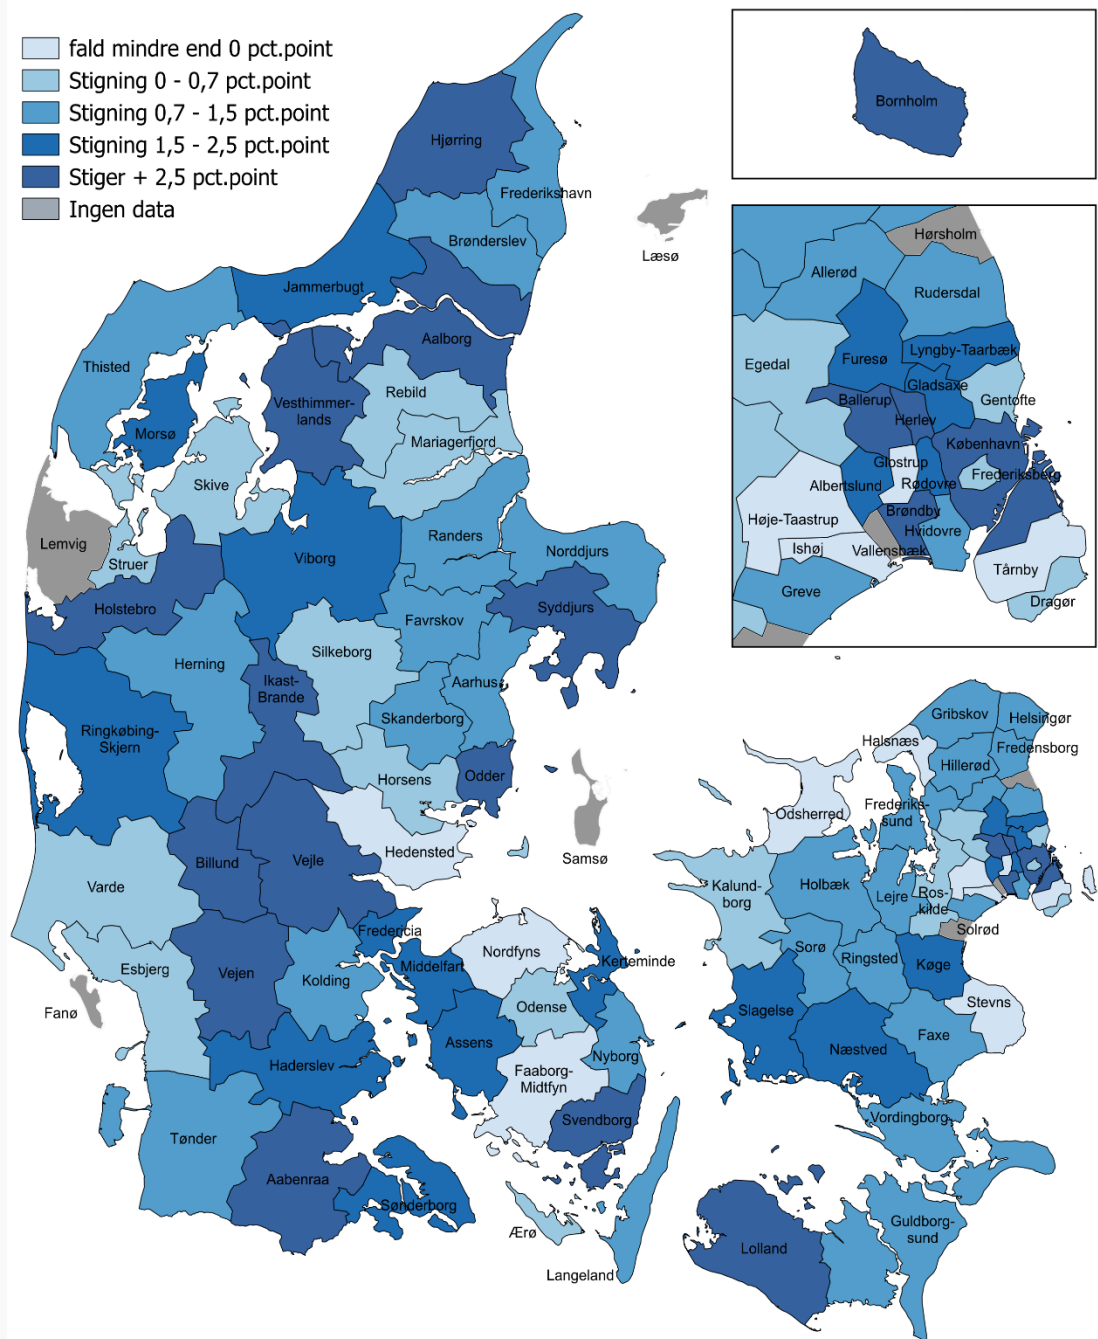 fald mindre end 0 pct.point
Stigning 0 - 0,7 pct.point
Stigning 0,7 - 1,5 pct.point
Stigning 1,5 - 2,5 pct.point
Stiger + 2,5 pct.point
Ingen data
Hjørring
Frederikshavn
Brønderslev
Læsø
Jammerbugt
Aalborg
Thisted
Rebild
Vesthimmer-
lands
Morsø
Mariagerfjord
Skive
Lemvig
Struer
Viborg
Randers
Norddjurs
Holstebro
Syddjurs
Favrskov
Silkeborg
Herning
Ikast-
Brande
Aarhus
Skanderborg
Ringkøbing-
Skjern
Horsens
Odder
Hedensted
Samsø
Billund
Vejle
Varde
Fredericia
Esbjerg
Vejen
Kolding
Fanø
Middelfart
Nordfyns
Kerteminde
Odense
Assens
Nyborg
Haderslev
Faaborg-
Midtfyn
Svendborg
Tønder
Aabenraa
Sønderborg
Ærø
Langeland
Bornholm
Hørsholm
Allerød
Rudersdal
Egedal
Furesø
Lyngby-Taarbæk
Gladsaxe
Gentofte
Ballerup
Herlev
København
Glostrup
Frederiksberg
Albertslund
Rødovre
Brøndby
Høje-Taastrup
Hvidovre
Ishøj
Vallensbæk
Tårnby
Greve
Dragør
Gribskov
Helsingør
Halsnæs
Fredensborg
Hillerød
Odsherred
Frederiks-
sund
Holbæk
Kalund-
borg
Lejre
Ros-
kilde
Solrød
Sorø
Ringsted
Køge
Stevns
Slagelse
Næstved
Faxe
Vordingborg
Guldborg-
sund
Lolland